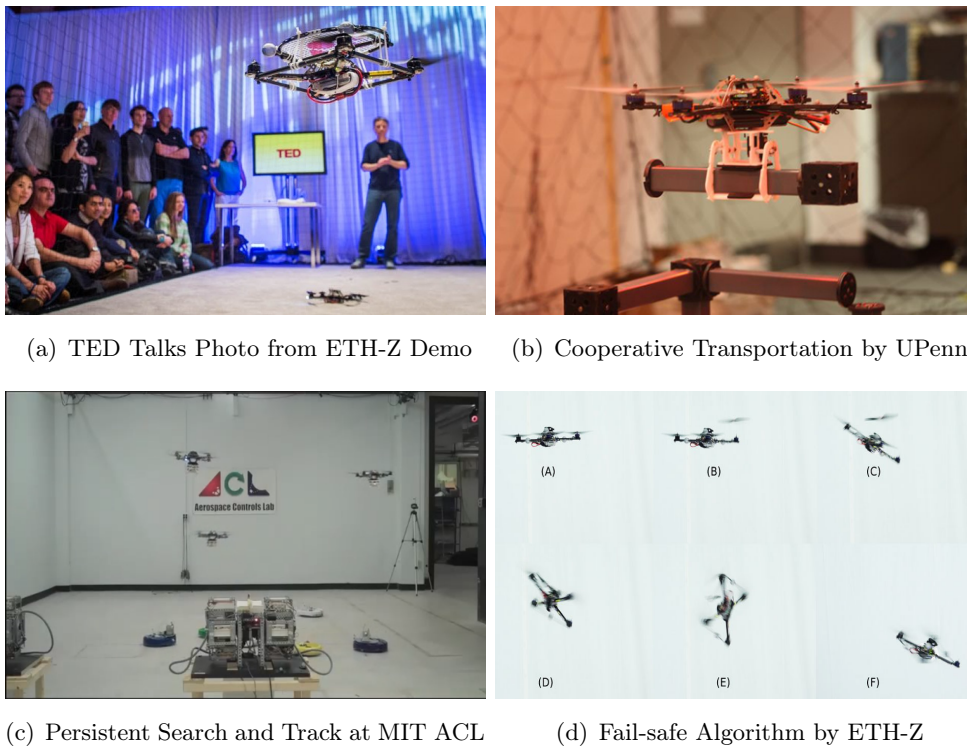 TED
(a) TED Talks Photo from ETH-Z Demo
(b) Cooperative Transportation by UPenn
ACL
Aerospace Controls Lab
(A)
(B)
(C)
(D)
(E)
(F)
(c) Persistent Search and Track at MIT ACL
(d) Fail-safe Algorithm by ETH-Z